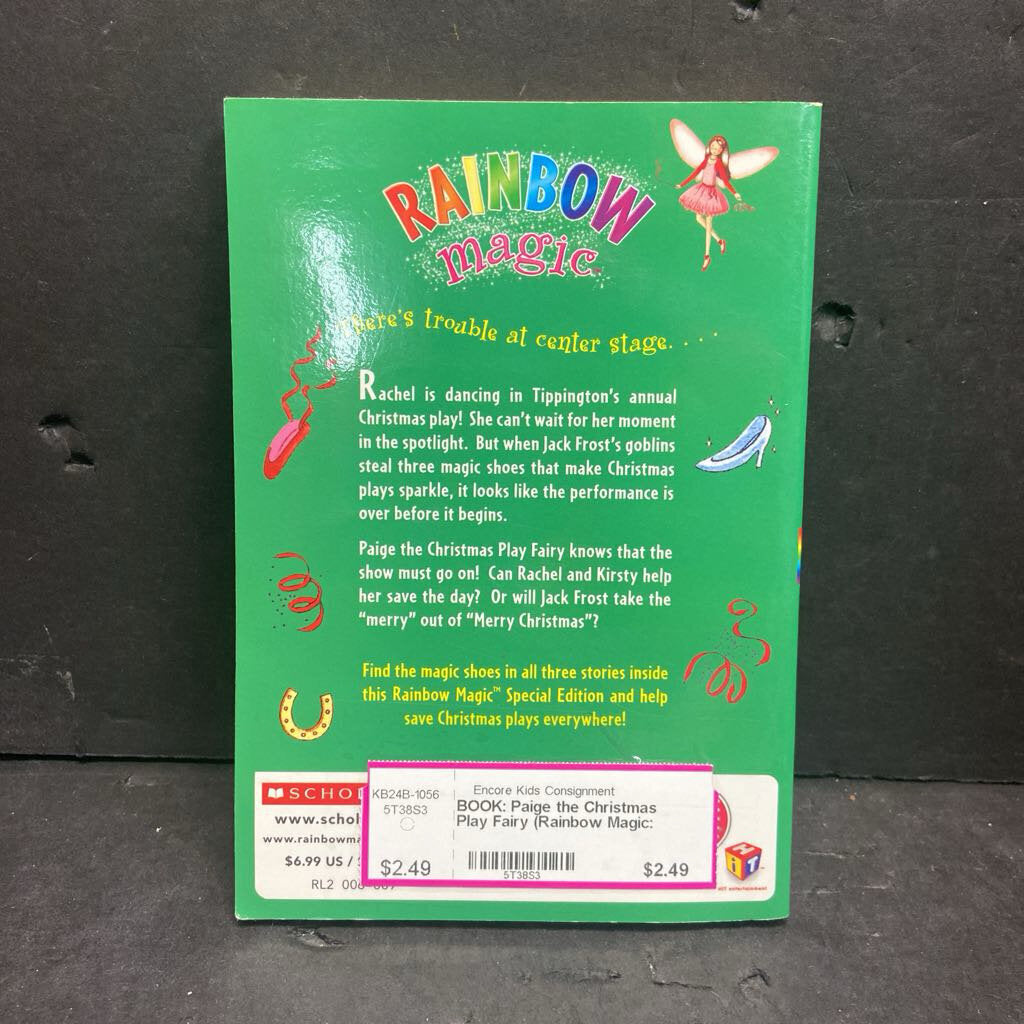 RAINBOW
magic™
There's trouble at center stage. . . .
Rachel is dancing in Tippington's annual
Christmas play! She can't wait for her moment
in the spotlight. But when Jack Frost's goblins
steal three magic shoes that make Christmas
plays sparkle, it looks like the performance is
over before it begins.
Paige the Christmas Play Fairy knows that the
show must go on! Can Rachel and Kirsty help
her save the day? Or will Jack Frost take the
“merry” out of “Merry Christmas”?
Find the magic shoes in all three stories inside
this Rainbow Magic™ Special Edition and help
save Christmas plays everywhere!
SCHOL
www.schol
www.rainbowma
$6.99 US /
RL2
KB24B-1056
5T38S3
$2.49
Encore Kids Consignment
BOOK: Paige the Christmas
Play Fairy (Rainbow Magic:
5T38S3
$2.49
HiT™
HIT entertainment